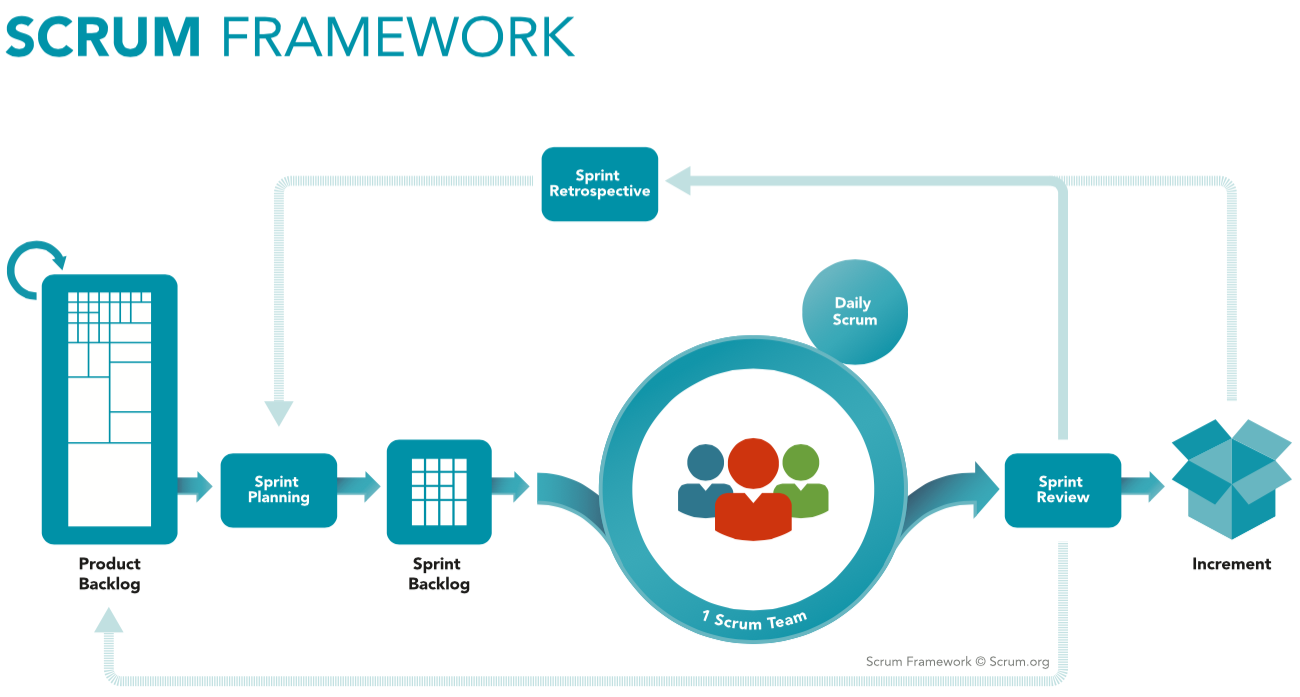 SCRUM FRAMEWORK
Sprint
Retrospective
Daily
Scrum
Sprint
Planning
Sprint
Review
Product
Backlog
Sprint
Backlog
Increment
1 Scrum Team
Scrum Framework © Scrum.org